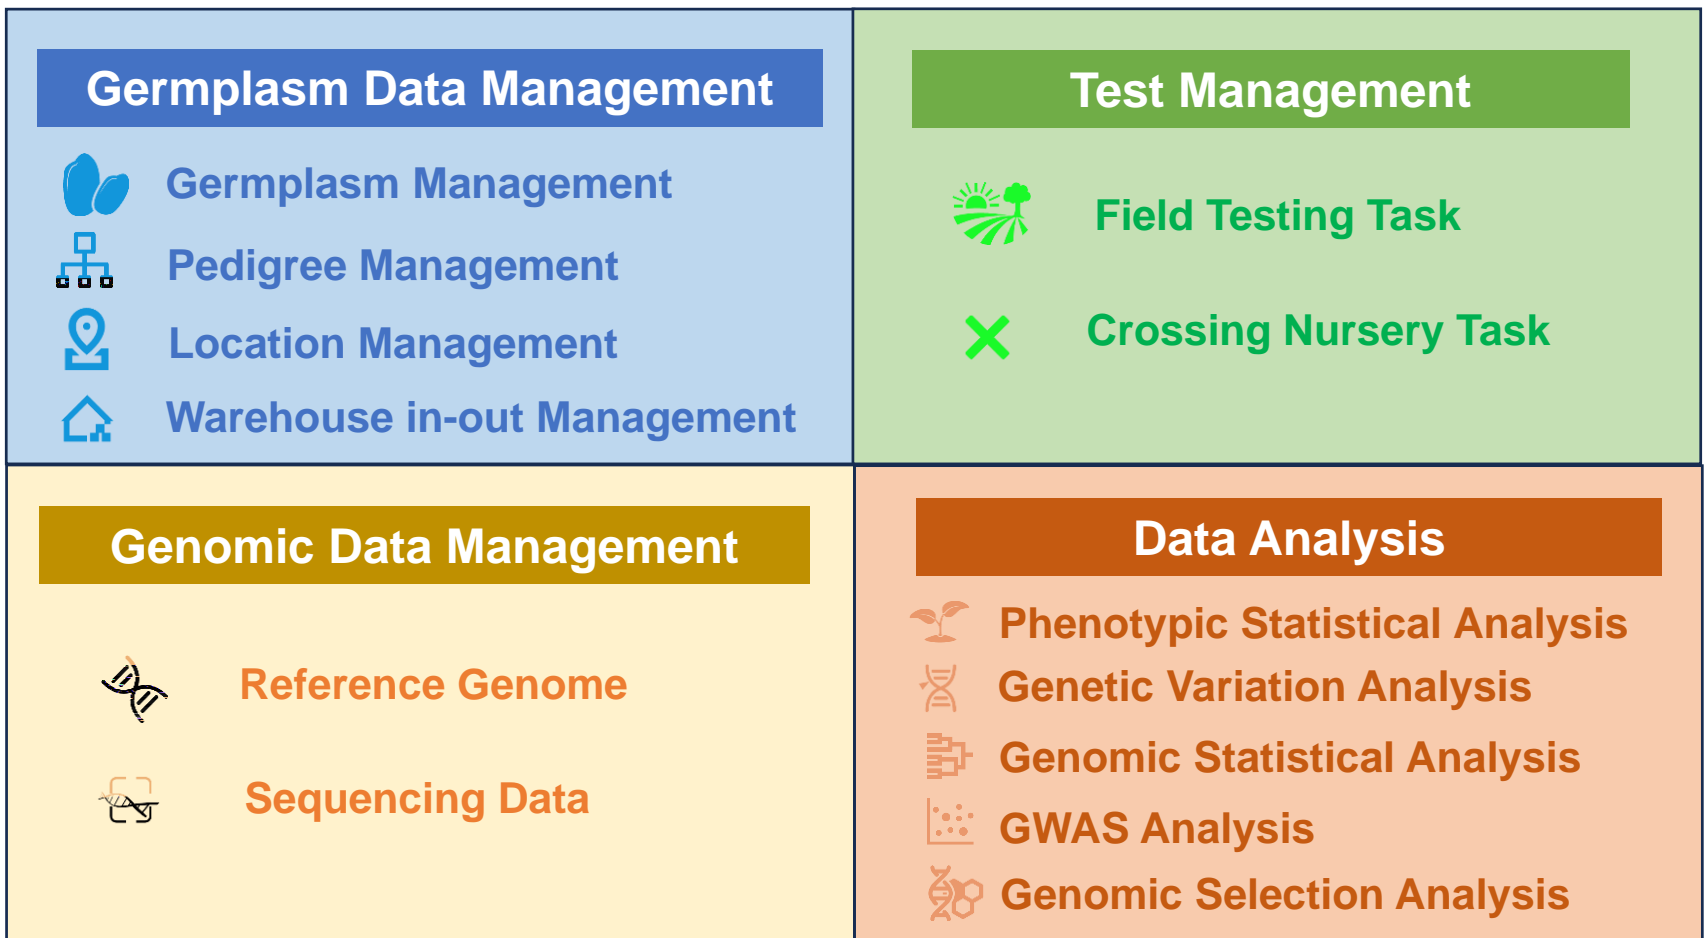 Germplasm Data Management
Germplasm Management
Pedigree Management
Location Management
Warehouse in-out Management
Test Management
Field Testing Task
Crossing Nursery Task
Genomic Data Management
Reference Genome
Sequencing Data
Data Analysis
Phenotypic Statistical Analysis
Genetic Variation Analysis
Genomic Statistical Analysis
GWAS Analysis
Genomic Selection Analysis